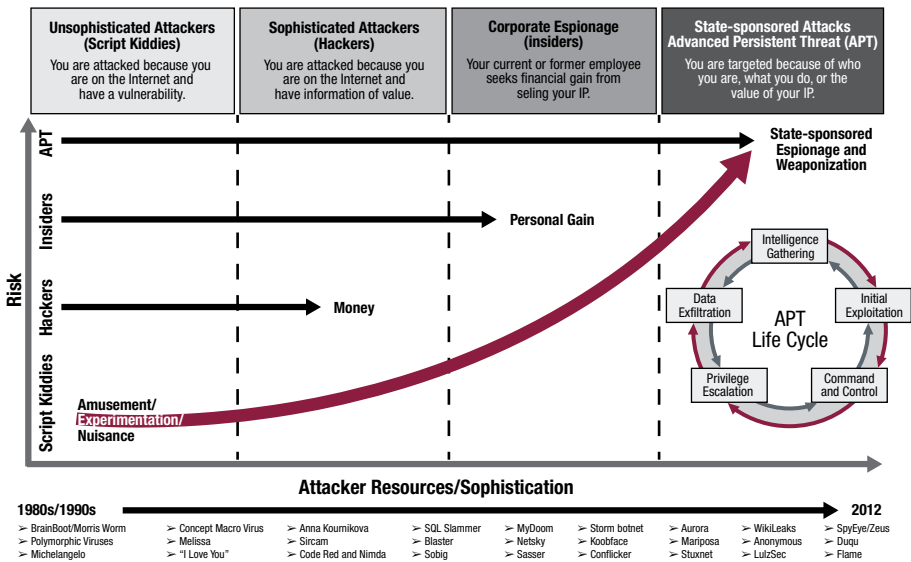 Unsophisticated Attackers
(Script Kiddies)
You are attacked because you
are on the Internet and
have a vulnerability.
Sophisticated Attackers
(Hackers)
You are attacked because you
are on the Internet and
have information of value.
Corporate Espionage
(insiders)
Your current or former employee
seeks financial gain from
seling your IP.
State-sponsored Attacks
Advanced Persistent Threat (APT)
You are targeted because of who
you are, what you do, or the
value of your IP.
Risk
APT
Insiders
Hackers
Script Kiddies
State-sponsored
Espionage and
Weaponization
Personal Gain
Money
Amusement/
Experimentation/
Nuisance
APT
Life Cycle
Intelligence
Gathering
Initial
Exploitation
Command
and Control
Privilege
Escalation
Data
Exfiltration
Attacker Resources/Sophistication
1980s/1990s
2012
➢ BrainBoot/Morris Worm
➢ Polymorphic Viruses
➢ Michelangelo
➢ Concept Macro Virus
➢ Melissa
➢ "I Love You"
➢ Anna Kournikova
➢ Sircam
➢ Code Red and Nimda
➢ SQL Slammer
➢ Blaster
➢ Sobig
➢ MyDoom
➢ Netsky
➢ Sasser
➢ Storm botnet
➢ Koobface
➢ Conflicker
➢ Aurora
➢ Mariposa
➢ Stuxnet
➢ WikiLeaks
➢ Anonymous
➢ LulzSec
➢ SpyEye/Zeus
➢ Duqu
➢ Flame